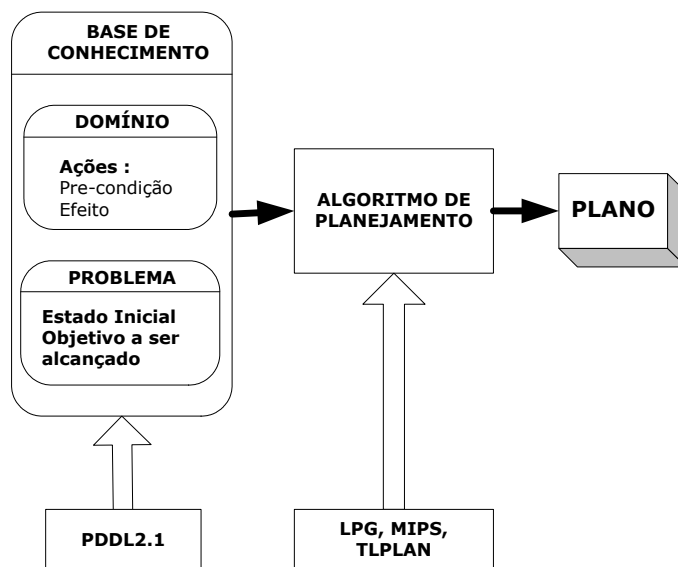 BASE DE
CONHECIMENTO
DOMÍNIO
Ações :
Pre-condição
Efeito
PROBLEMA
Estado Inicial
Objetivo a ser
alcançado
ALGORITMO DE
PLANEJAMENTO
PLANO
PDDL2.1
LPG, MIPS,
TLPLAN